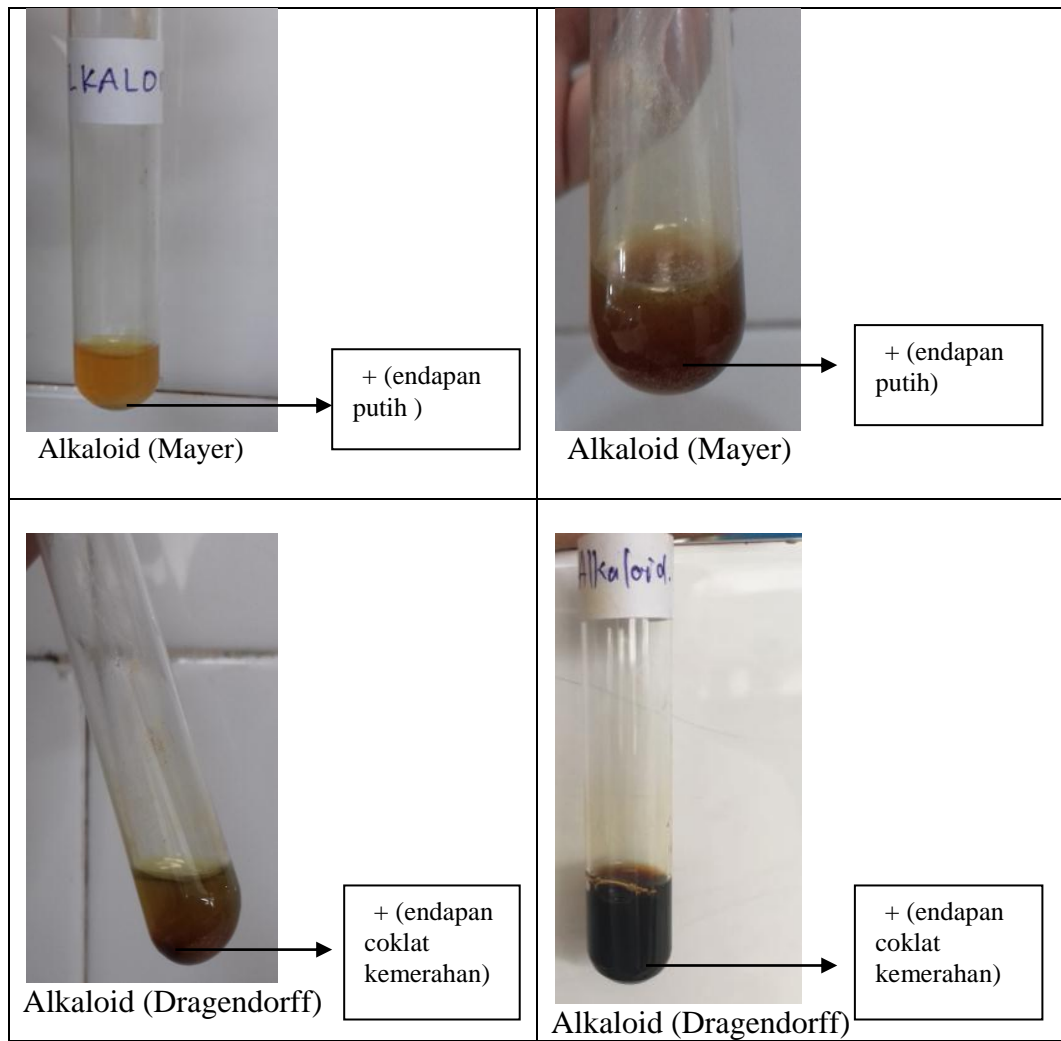 LKALO
+ (endapan
putih )
Alkaloid (Mayer)
+ (endapan
putih)
Alkaloid (Mayer)
+ (endapan
coklat
kemerahan)
Alkaloid (Dragendorff)
Alkaloid.
+ (endapan
coklat
kemerahan)
Alkaloid (Dragendorff)